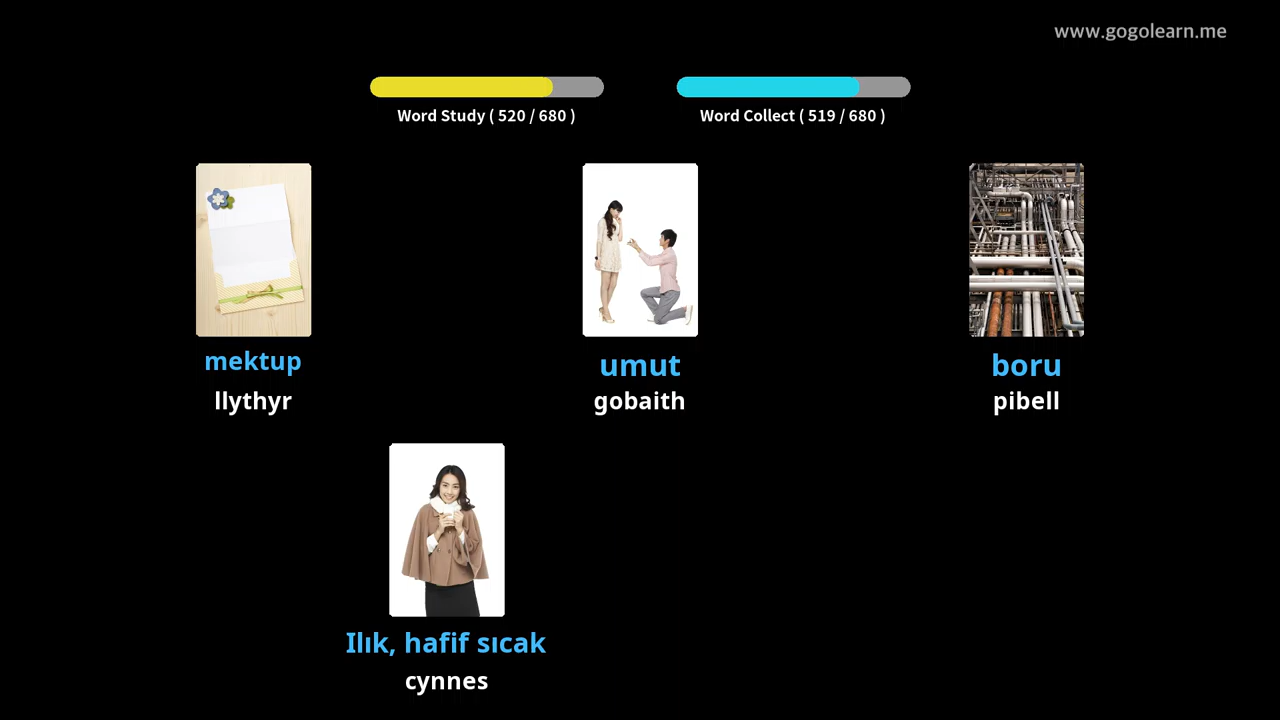 www.gogolearn.me
Word Study ( 520 / 680 )
Word Collect ( 519 / 680 )
mektup
llythyr
umut
gobaith
boru
pibell
Ilık, hafif sıcak
cynnes